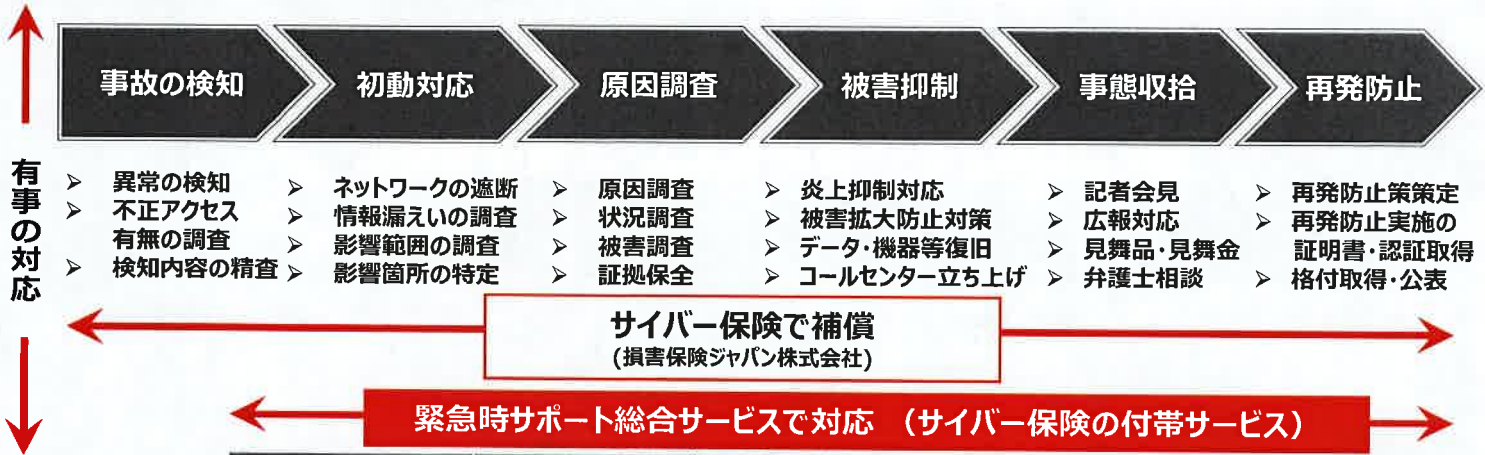 事故の検知
初動対応
原因調査
被害抑制
事態収拾
再発防止
有事の対応
➢ 異常の検知
➢ 不正アクセス
有無の調査
➢ 検知内容の精査
➢ ネットワークの遮断
➢ 情報漏えいの調査
➢ 影響範囲の調査
➢ 影響箇所の特定
➢ 原因調査
➢ 状況調査
➢ 被害調査
➢ 証拠保全
➢ 炎上抑制対応
➢ 被害拡大防止対策
➢ データ・機器等復旧
➢ コールセンター立ち上げ
➢ 記者会見
➢ 広報対応
➢ 見舞品・見舞金
➢ 弁護士相談
➢ 再発防止策策定
➢ 再発防止実施の
証明書・認証取得
➢ 格付取得・公表
サイバー保険で補償
(損害保険ジャパン株式会社)
緊急時サポート総合サービスで対応 （サイバー保険の付帯サービス）